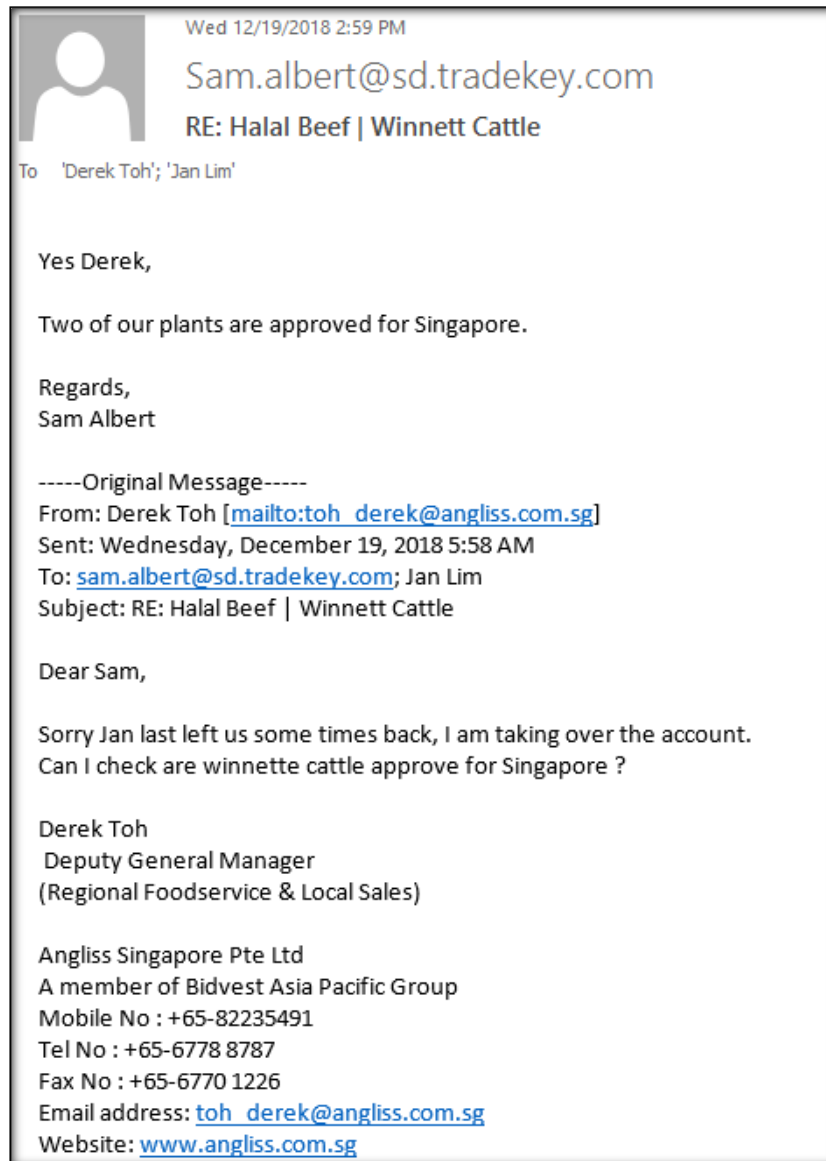 Wed 12/19/2018 2:59 PM
Sam.albert@sd.tradekey.com
RE: Halal Beef | Winnett Cattle
To 'Derek Toh'; 'Jan Lim'
Yes Derek,
Two of our plants are approved for Singapore.
Regards,
Sam Albert
-----Original Message-----
From: Derek Toh [mailto:toh_derek@angliss.com.sg]
Sent: Wednesday, December 19, 2018 5:58 AM
To: sam.albert@sd.tradekey.com; Jan Lim
Subject: RE: Halal Beef | Winnett Cattle
Dear Sam,
Sorry Jan last left us some times back, I am taking over the account.
Can I check are winnette cattle approve for Singapore ?
Derek Toh
Deputy General Manager
(Regional Foodservice & Local Sales)
Angliss Singapore Pte Ltd
A member of Bidvest Asia Pacific Group
Mobile No : +65-82235491
Tel No : +65-6778 8787
Fax No : +65-6770 1226
Email address: toh_derek@angliss.com.sg
Website: www.angliss.com.sg